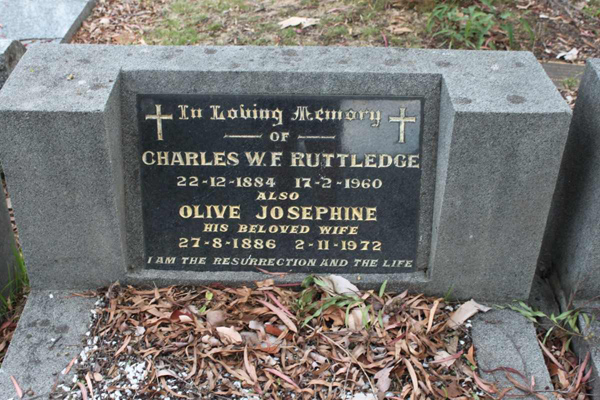 In Loving Memory
OF
CHARLES W. F. RUTTLEDGE
22-12-1884 17-2-1960
ALSO
OLIVE JOSEPHINE
HIS BELOVED WIFE
27-8-1886 2-11-1972
I AM THE RESURRECTION AND THE LIFE